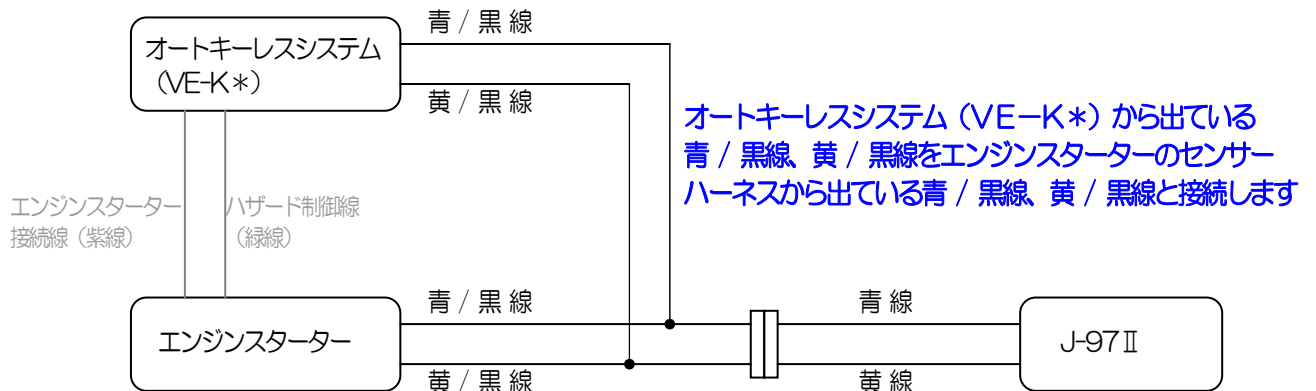 青 / 黒 線
オートキーレスシステム
（VE-K＊）
黄 / 黒 線
オートキーレスシステム（VE－K＊）から出ている
青 / 黒線、黄 / 黒線をエンジンスターターのセンサー
ハーネスから出ている青 / 黒線、黄 / 黒線と接続します
エンジンスターター
接続線（紫線）
ハザード制御線
（緑線）
青 / 黒 線
青 線
エンジンスターター
J-97Ⅱ
黄 / 黒 線
黄 線